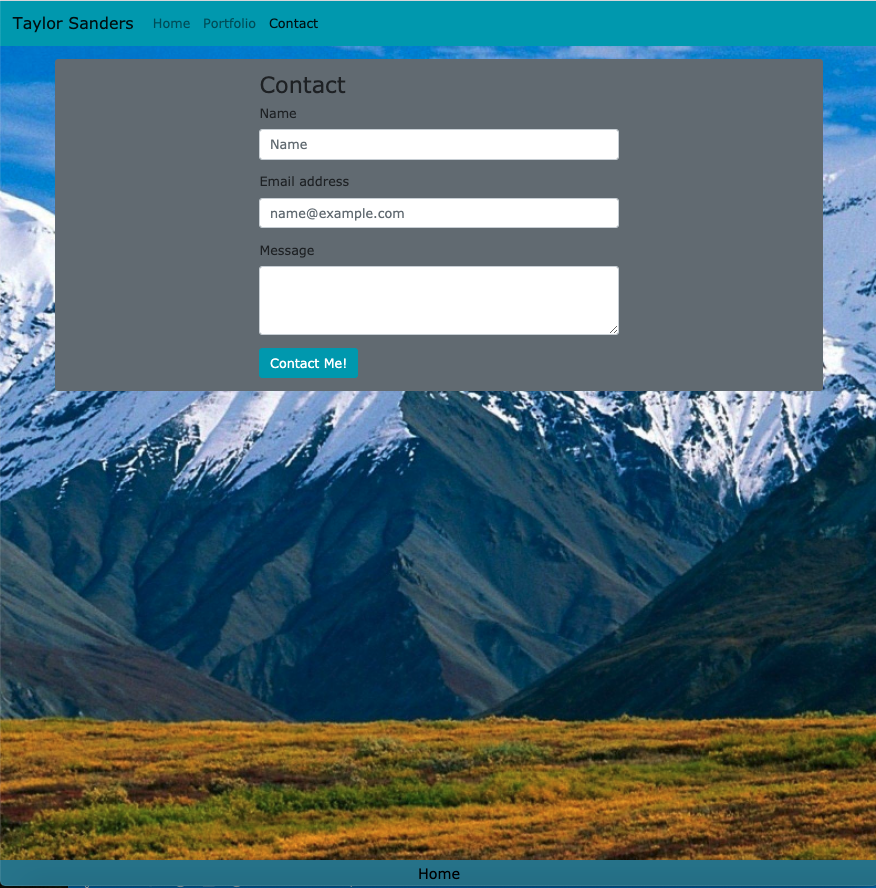 Taylor Sanders Home Portfolio Contact
Contact
Name
Name
Email address
name@example.com
Message
Contact Me!
Home